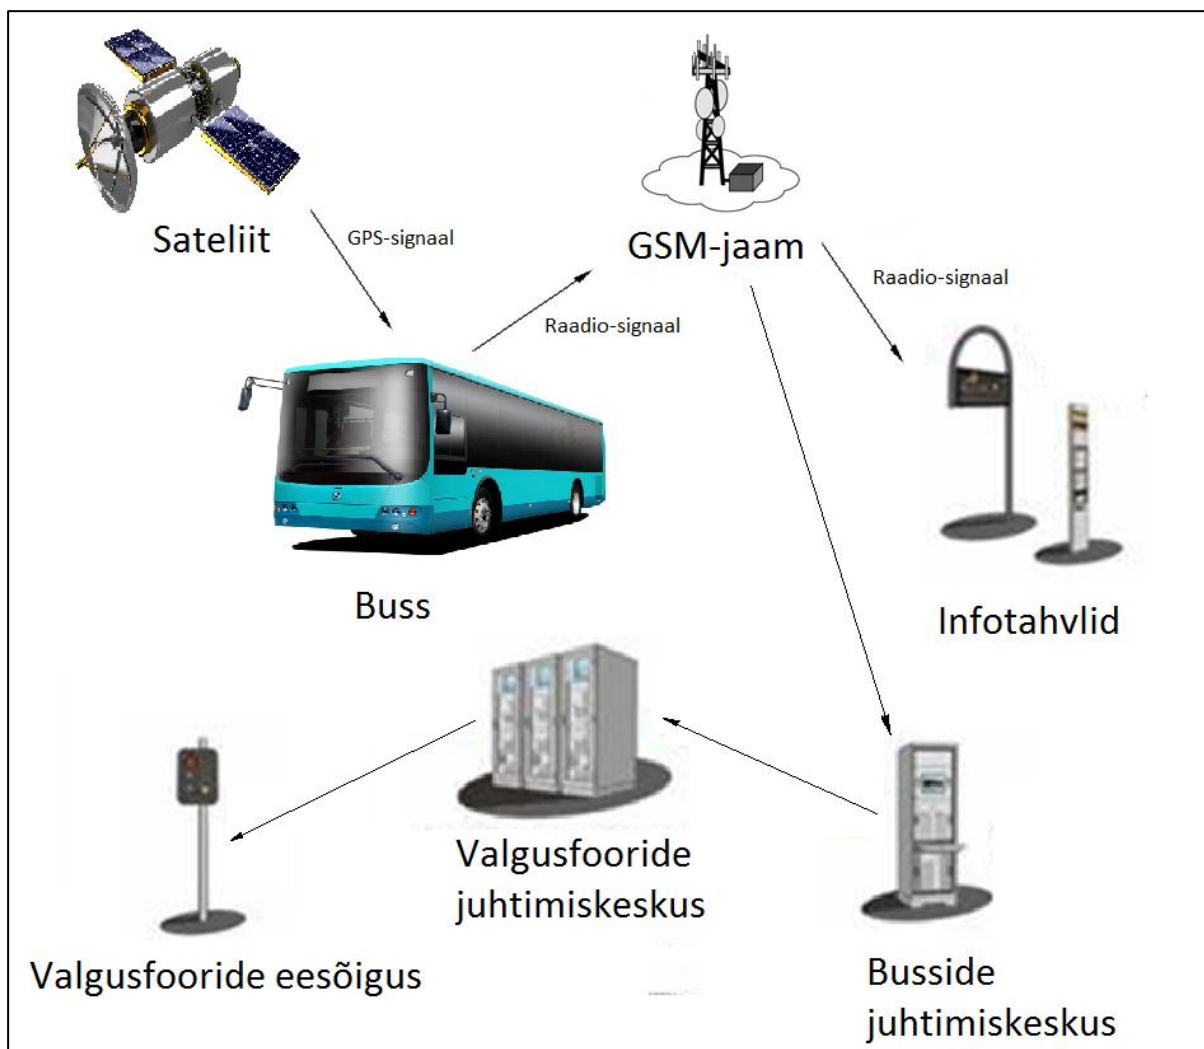 Sateliit
GPS-signaal
GSM-jaam
Raadio-signaal
Raadio-signaal
Buss
Infotahvlid
Valgusfooride
juhtimiskeskus
Valgusfooride eesõigus
Busside
juhtimiskeskus